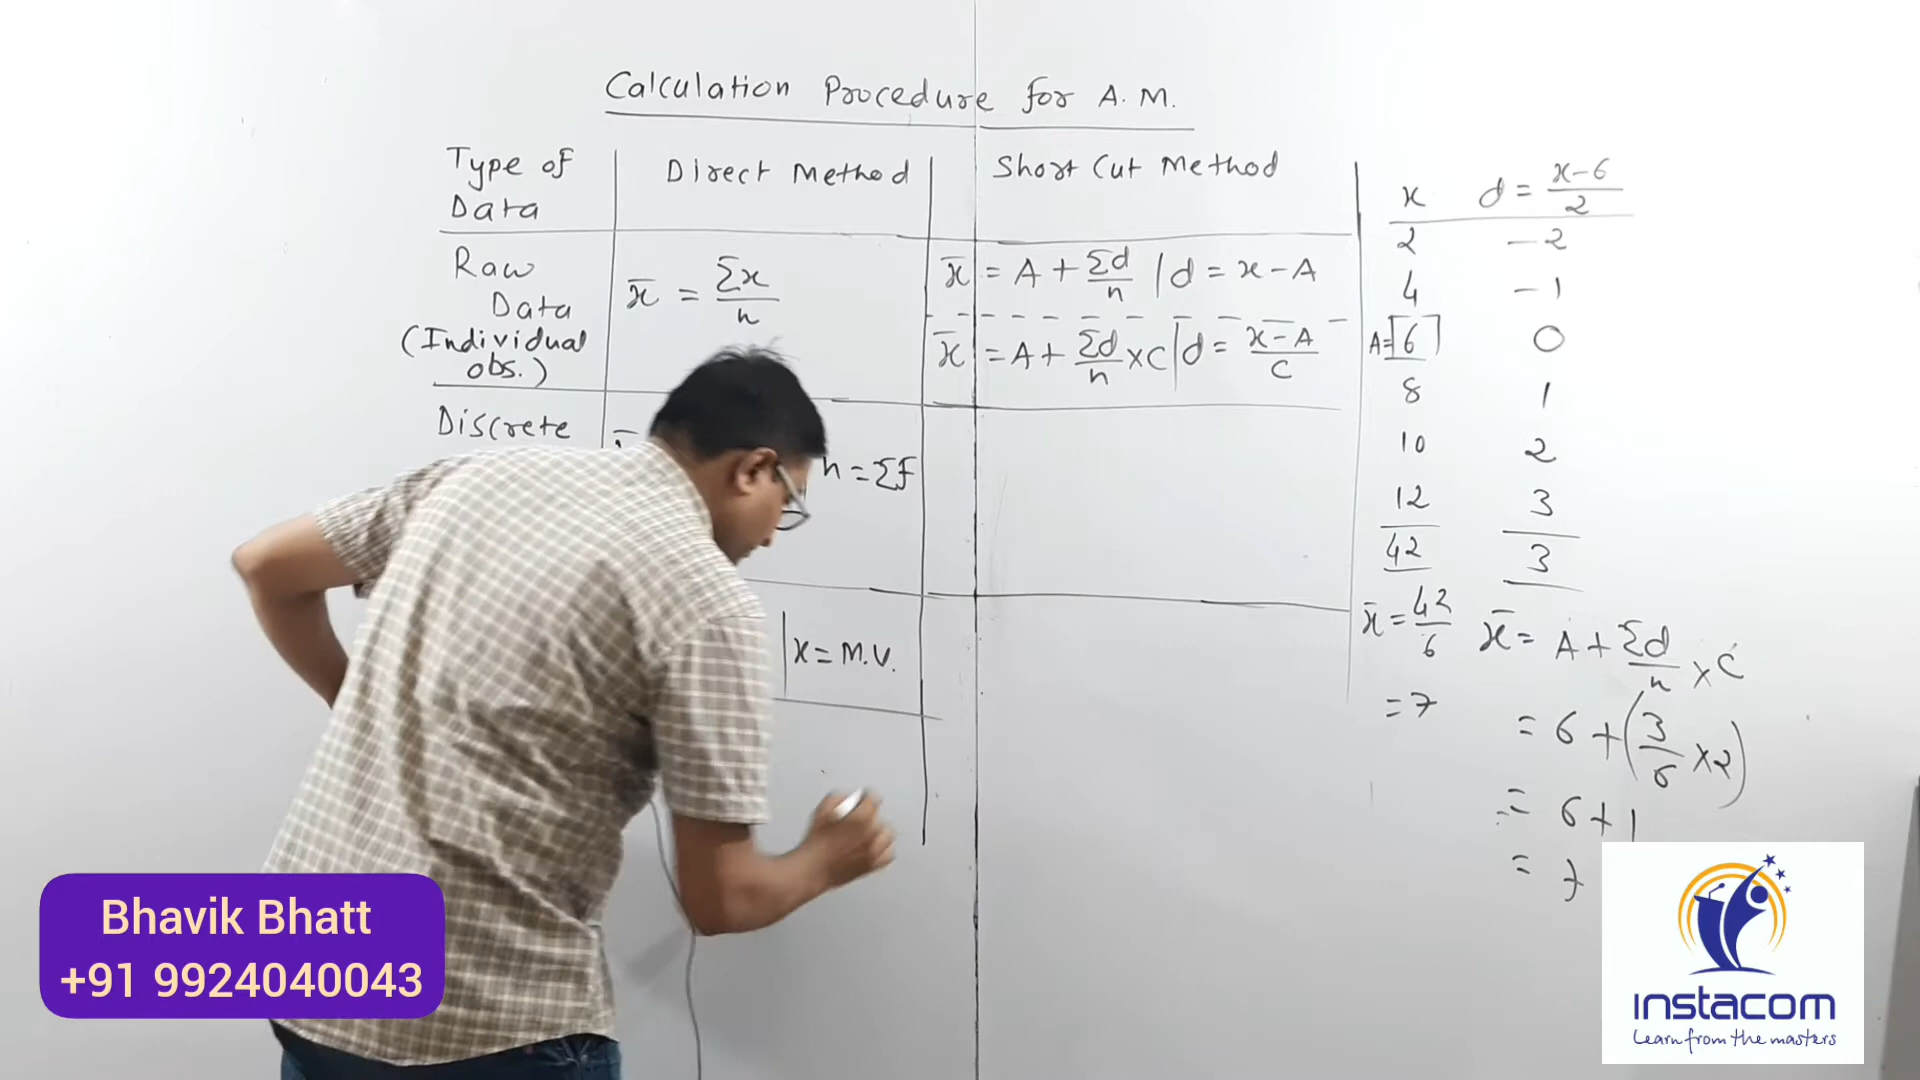 Calculation Procedure for A.M.
Type of Data
Direct Method
Short Cut Method
Raw Data
(Individual obs.)
x̄ = Σx/n
x̄ = A + Σd/n | d = x - A
x̄ = A + Σd/n × C | d = x - A/C
Discrete
n = Σf
| x = M.V.
x d = x-6/2
2 -2
4 -1
A= 6 0
8 1
10 2
12 3
42 3
x̄ = 42/6
= 7
x̄ = A + Σd/n × C
= 6 + (3/6 × 2)
= 6 + 1
= 7
Bhavik Bhatt
+91 9924040043
instacom
Learn from the masters